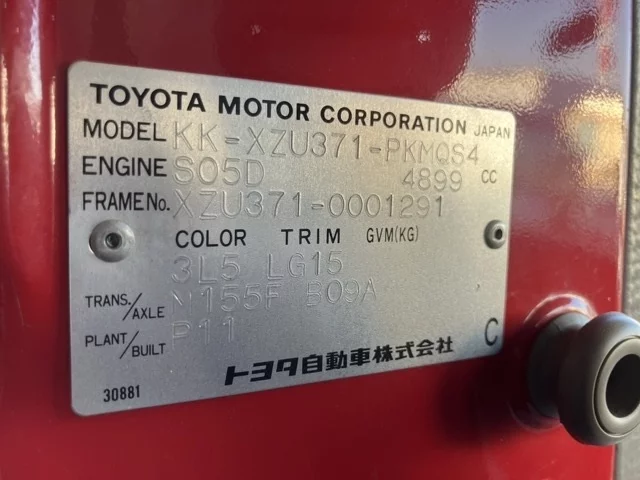 TOYOTA MOTOR CORPORATION JAPAN
MODEL KK-XZU371-PKMQS4
ENGINE S05D 4899 CC
FRAME No. XZU371-0001291
COLOR TRIM GVM(KG)
3L5 LG15
TRANS./AXLE M155F B09A
PLANT/BUILT P11
C
トヨタ自動車株式会社
30881